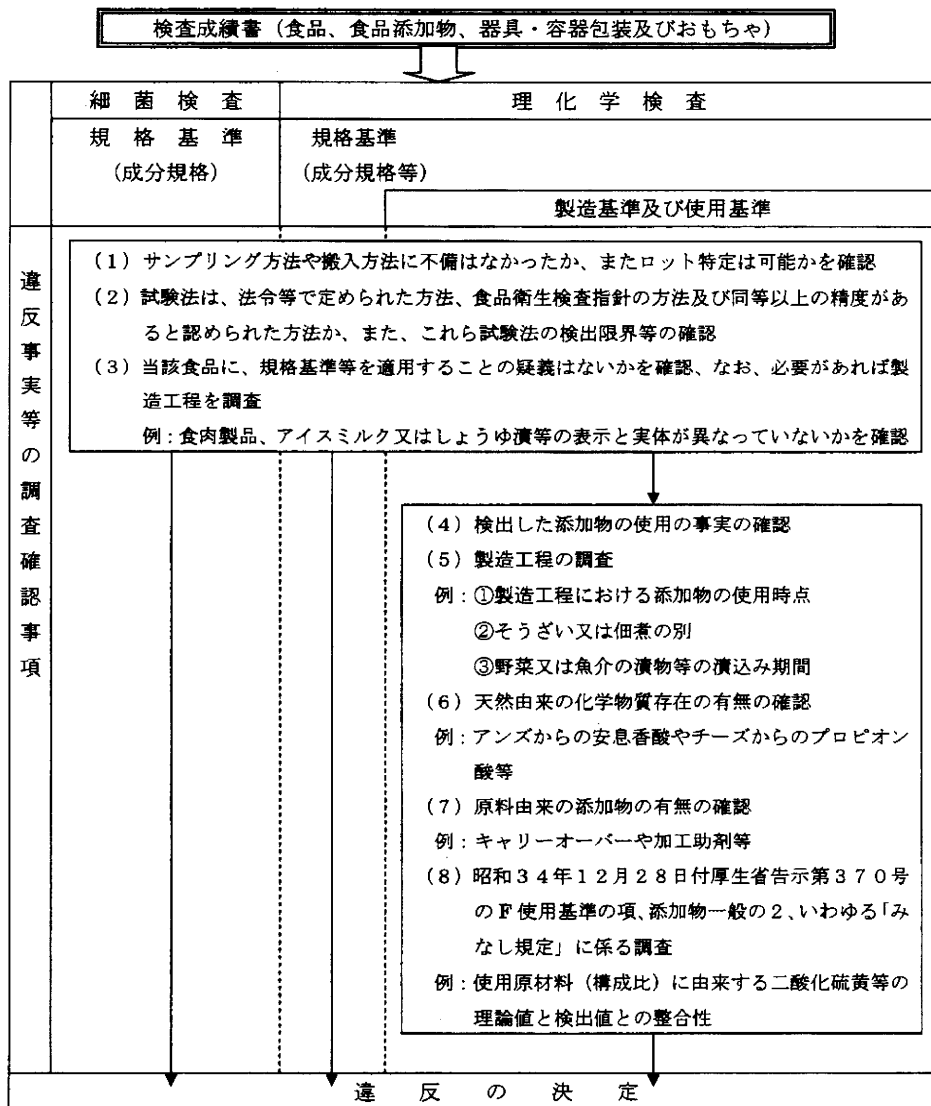 検査成績書（食品、食品添加物、器具・容器包装及びおもちゃ）
細菌検査
理化学検査
規格基準
（成分規格）
規格基準
（成分規格等）
製造基準及び使用基準
違反事実等の調査確認事項
（１）サンプリング方法や搬入方法に不備はなかったか、またロット特定は可能かを確認
（２）試験法は、法令等で定められた方法、食品衛生検査指針の方法及び同等以上の精度があ
ると認められた方法か、また、これら試験法の検出限界等の確認
（３）当該食品に、規格基準等を適用することの疑義はないかを確認、なお、必要があれば製
造工程を調査
例：食肉製品、アイスミルク又はしょうゆ漬等の表示と実体が異なっていないかを確認
（４）検出した添加物の使用の事実の確認
（５）製造工程の調査
例：①製造工程における添加物の使用時点
②そうざい又は佃煮の別
③野菜又は魚介の漬物等の漬込み期間
（６）天然由来の化学物質存在の有無の確認
例：アンズからの安息香酸やチーズからのプロピオン
酸等
（７）原料由来の添加物の有無の確認
例：キャリーオーバーや加工助剤等
（８）昭和３４年１２月２８日付厚生省告示第３７０号
のＦ使用基準の項、添加物一般の２、いわゆる「み
なし規定」に係る調査
例：使用原材料（構成比）に由来する二酸化硫黄等の
理論値と検出値との整合性
違反の決定